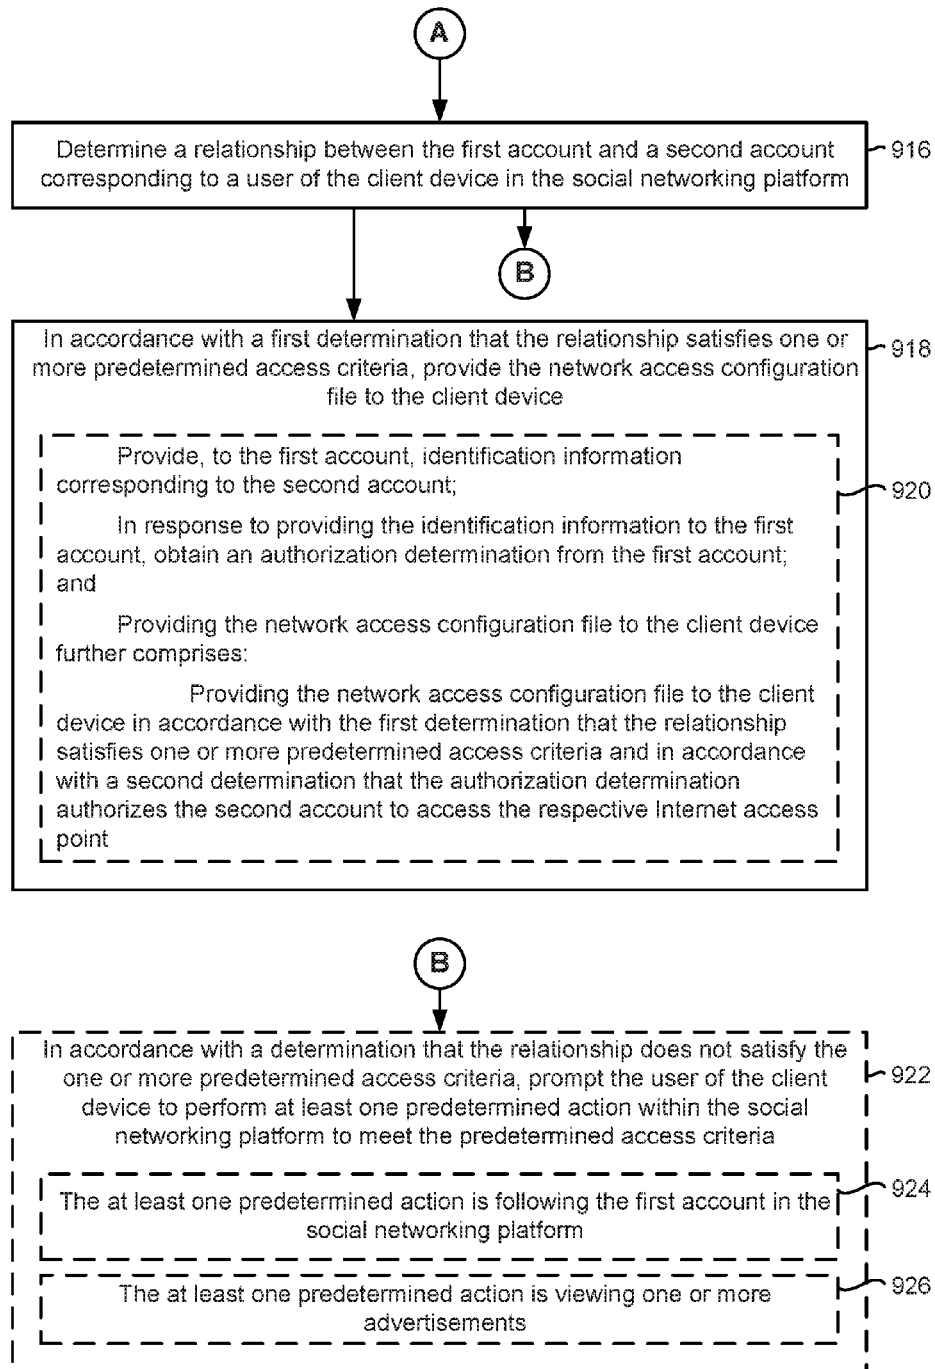 A
Determine a relationship between the first account and a second account
corresponding to a user of the client device in the social networking platform
916
B
In accordance with a first determination that the relationship satisfies one or
more predetermined access criteria, provide the network access configuration
file to the client device
918
Provide, to the first account, identification information
corresponding to the second account;
920
In response to providing the identification information to the first
account, obtain an authorization determination from the first account;
and
Providing the network access configuration file to the client device
further comprises:
Providing the network access configuration file to the client
device in accordance with the first determination that the relationship
satisfies one or more predetermined access criteria and in accordance
with a second determination that the authorization determination
authorizes the second account to access the respective Internet access
point
B
In accordance with a determination that the relationship does not satisfy the
one or more predetermined access criteria, prompt the user of the client
device to perform at least one predetermined action within the social
networking platform to meet the predetermined access criteria
922
The at least one predetermined action is following the first account in the
social networking platform
924
The at least one predetermined action is viewing one or more
advertisements
926